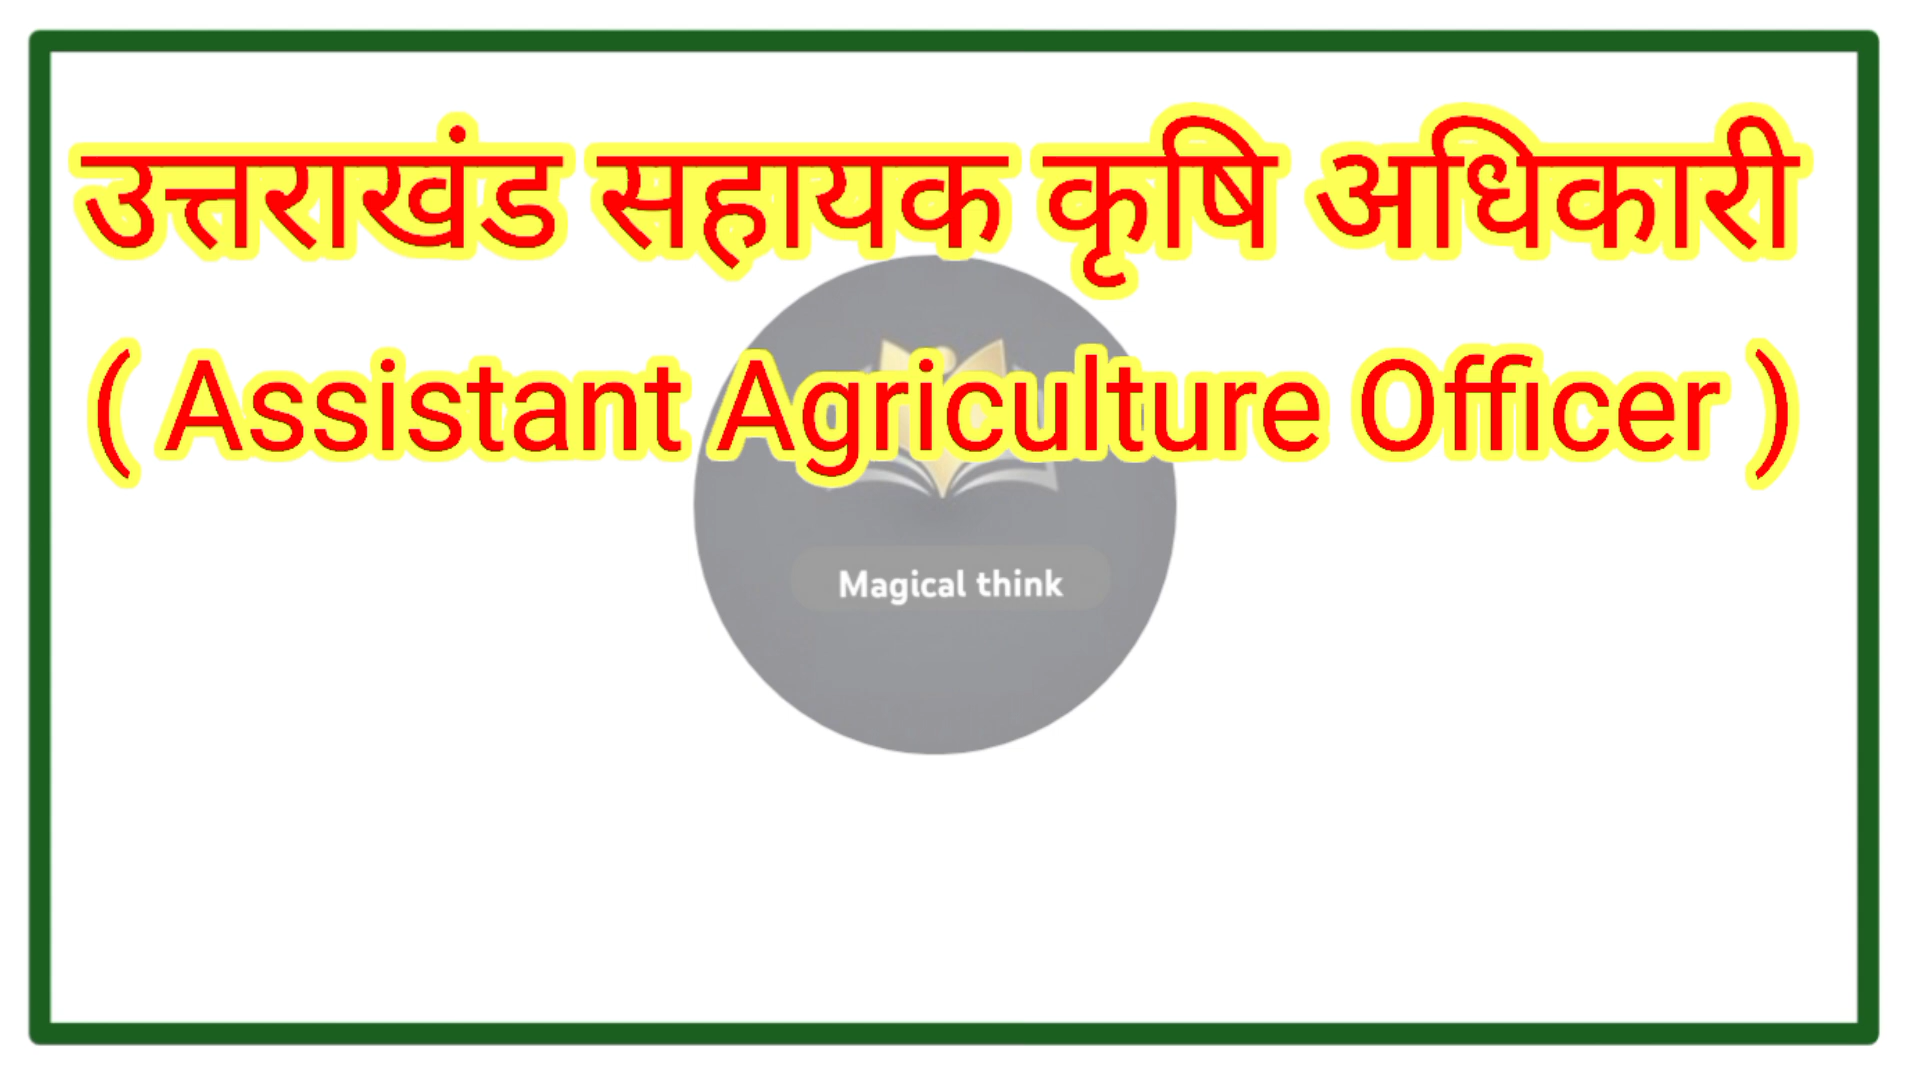 उत्तराखंड सहायक कृषि अधिकारी
( Assistant Agriculture Officer )
Magical think